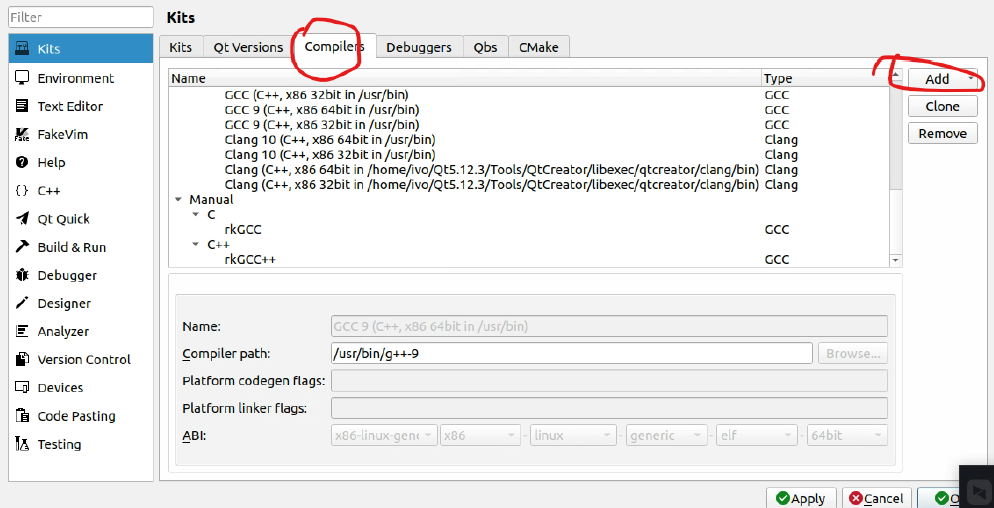 Filter
Kits
Environment
Text Editor
FakeVim
Help
C++
Qt Quick
Build & Run
Debugger
Designer
Analyzer
Version Control
Devices
Code Pasting
Testing
Kits
Kits Qt Versions Compilers Debuggers Qbs CMake
Name Type
GCC (C++, x86 32bit in /usr/bin) GCC
GCC 9 (C++, x86 64bit in /usr/bin) GCC
GCC 9 (C++, x86 32bit in /usr/bin) GCC
Clang 10 (C++, x86 64bit in /usr/bin) Clang
Clang 10 (C++, x86 32bit in /usr/bin) Clang
Clang (C++, x86 64bit in /home/ivo/Qt5.12.3/Tools/QtCreator/libexec/qtcreator/clang/bin) Clang
Clang (C++, x86 32bit in /home/ivo/Qt5.12.3/Tools/QtCreator/libexec/qtcreator/clang/bin) Clang
Manual
C
rkGCC GCC
C++
rkGCC++ GCC
Add
Clone
Remove
Name: GCC 9 (C++, x86 64bit in /usr/bin)
Compiler path: /usr/bin/g++-9 Browse...
Platform codegen flags:
Platform linker flags:
ABI: x86-linux-gene x86 - linux - generic - elf - 64bit
Apply Cancel